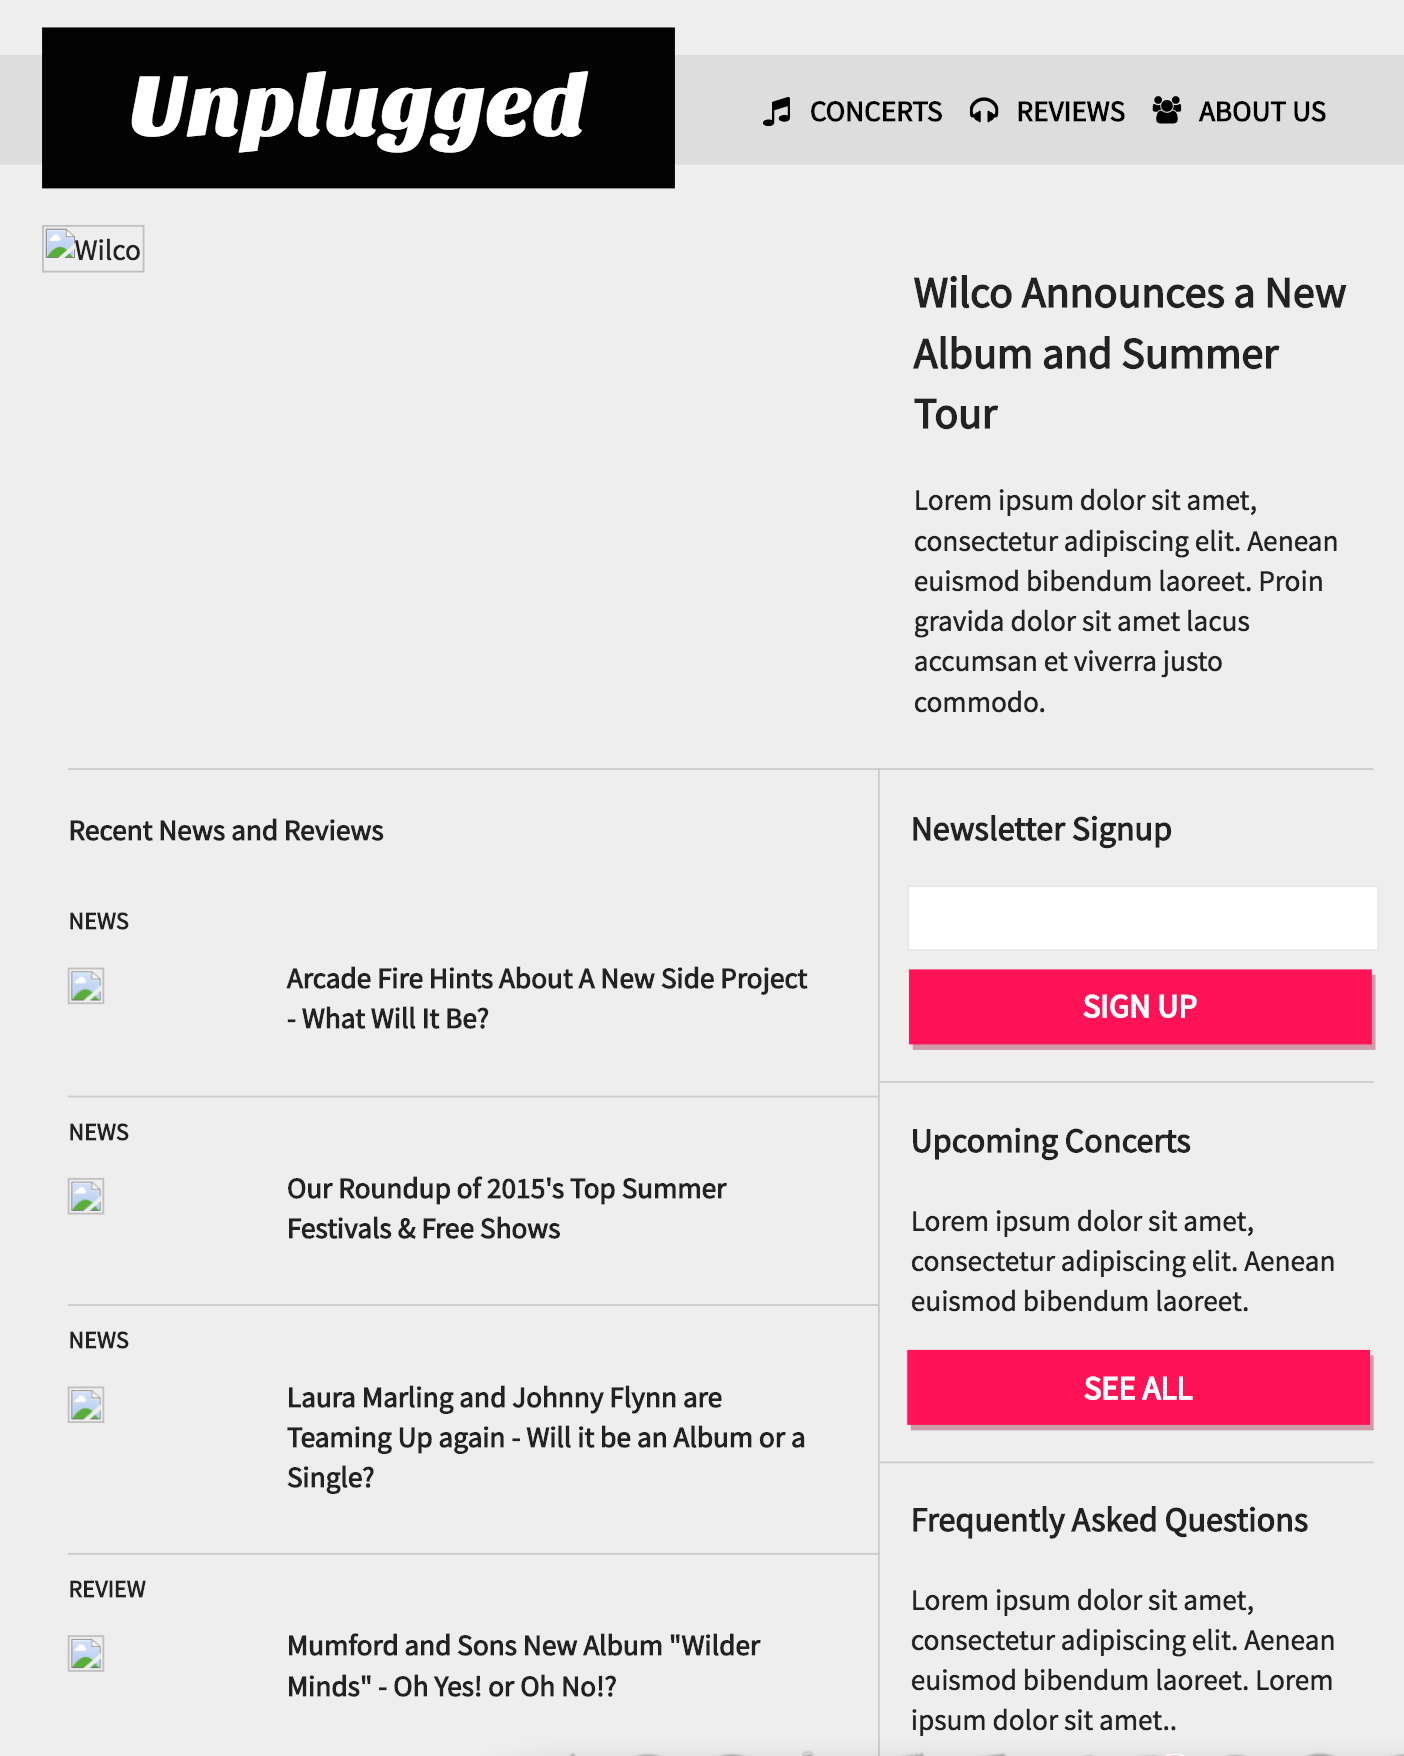 Unplugged
CONCERTS
REVIEWS
ABOUT US
Wilco
Wilco Announces a New
Album and Summer
Tour
Lorem ipsum dolor sit amet,
consectetur adipiscing elit. Aenean
euismod bibendum laoreet. Proin
gravida dolor sit amet lacus
accumsan et viverra justo
commodo.
Recent News and Reviews
NEWS
Arcade Fire Hints About A New Side Project
- What Will It Be?
NEWS
Our Roundup of 2015's Top Summer
Festivals & Free Shows
NEWS
Laura Marling and Johnny Flynn are
Teaming Up again - Will it be an Album or a
Single?
REVIEW
Mumford and Sons New Album "Wilder
Minds" - Oh Yes! or Oh No!?
Newsletter Signup
SIGN UP
Upcoming Concerts
Lorem ipsum dolor sit amet,
consectetur adipiscing elit. Aenean
euismod bibendum laoreet.
SEE ALL
Frequently Asked Questions
Lorem ipsum dolor sit amet,
consectetur adipiscing elit. Aenean
euismod bibendum laoreet. Lorem
ipsum dolor sit amet..